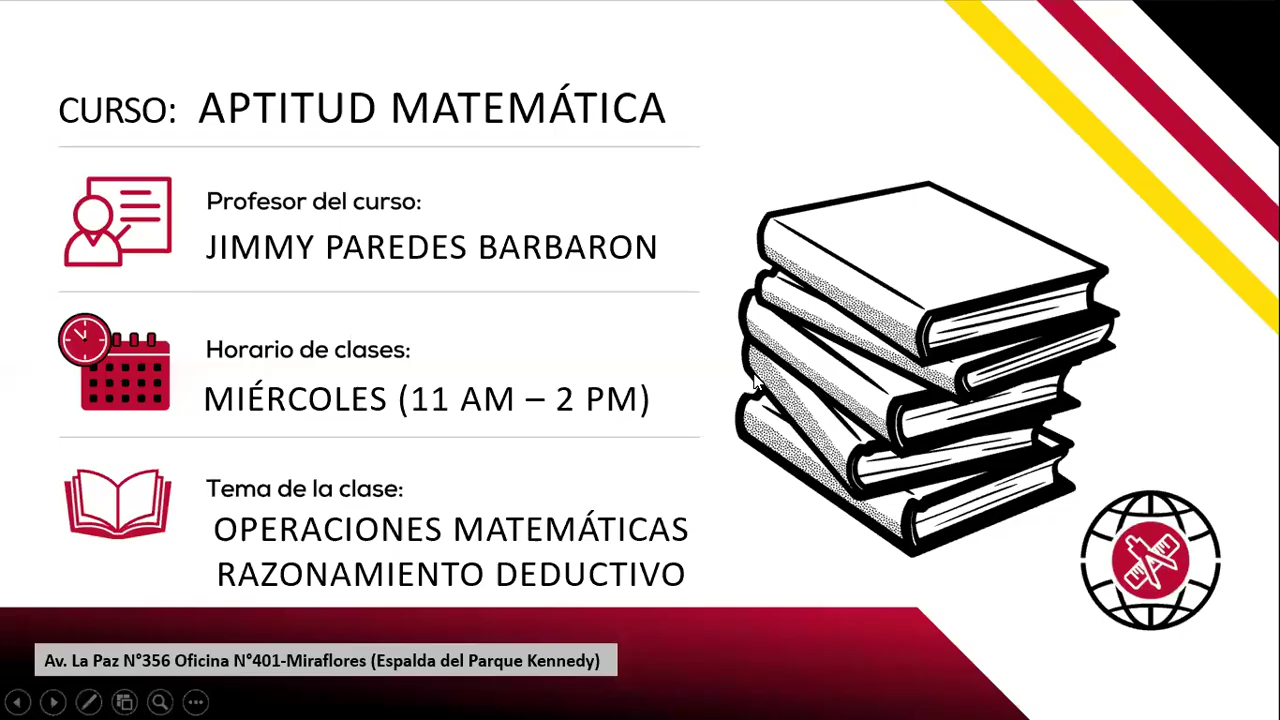 CURSO: APTITUD MATEMÁTICA
Profesor del curso:
JIMMY PAREDES BARBARON
Horario de clases:
MIÉRCOLES (11 AM – 2 PM)
Tema de la clase:
OPERACIONES MATEMÁTICAS
RAZONAMIENTO DEDUCTIVO
Av. La Paz N°356 Oficina N°401-Miraflores (Espalda del Parque Kennedy)